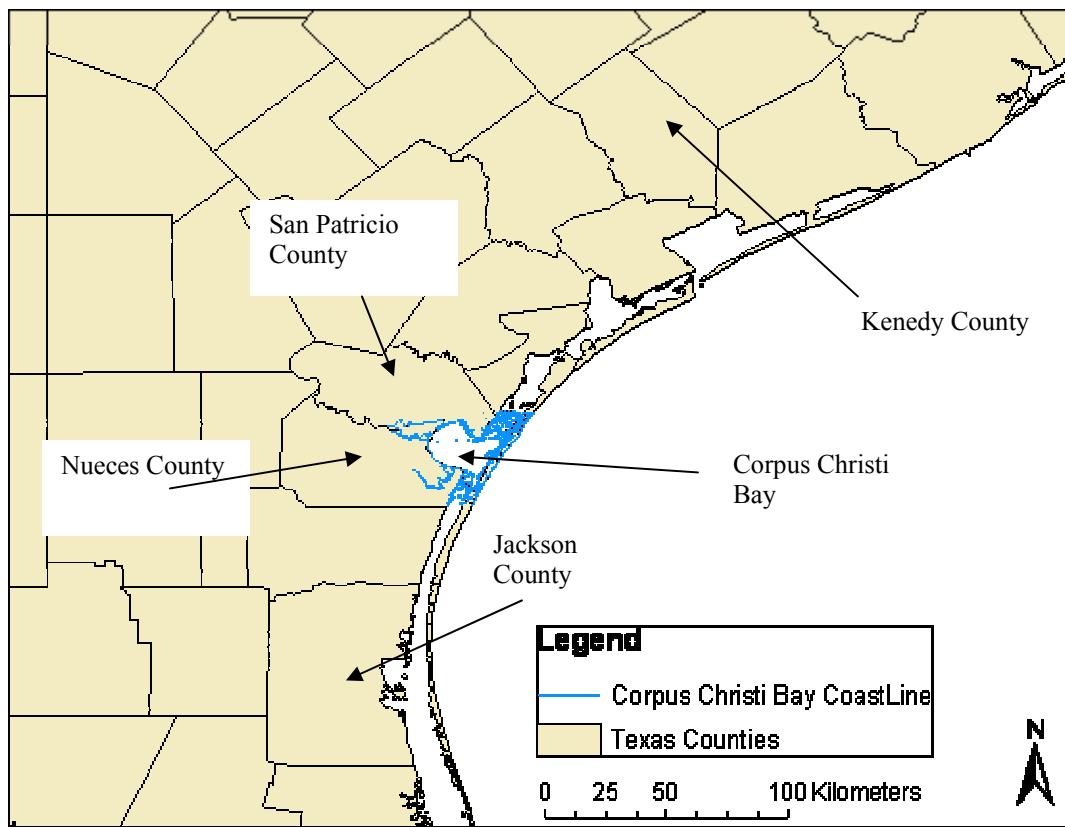 San Patricio
County
Kenedy County
Nueces County
Corpus Christi
Bay
Jackson
County
Legend
Corpus Christi Bay CoastLine
Texas Counties
N
0 25 50 100 Kilometers